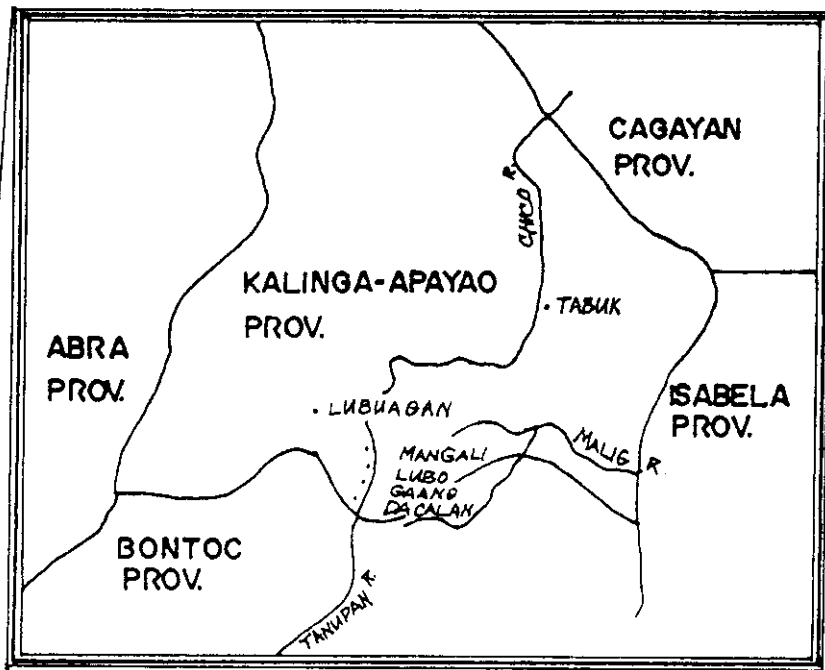 CAGAYAN
PROV.
CHICO R.
KALINGA-APAYAO
PROV.
TABUK
ABRA
PROV.
ISABELA
PROV.
LUBUAGAN
MANGALI
LUBO
GAANG
DACALAN
MALIG R.
BONTOC
PROV.
TANUPAN R.